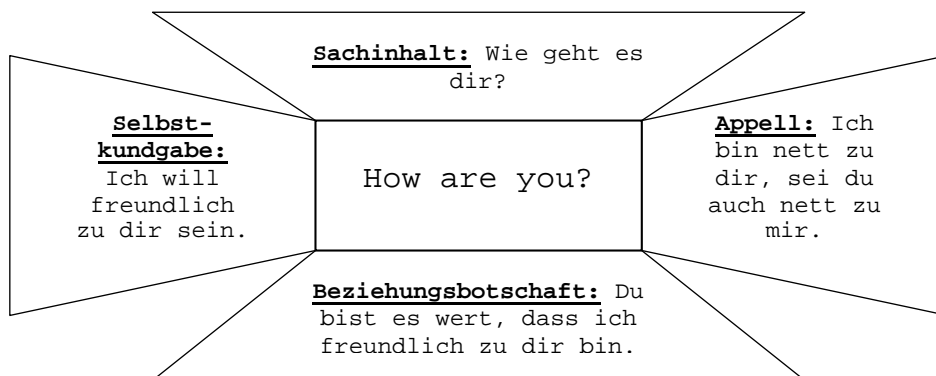 Sachinhalt: Wie geht es
dir?
Selbst-
kundgabe:
Ich will
freundlich
zu dir sein.
How are you?
Appell: Ich
bin nett zu
dir, sei du
auch nett zu
mir.
Beziehungsbotschaft: Du
bist es wert, dass ich
freundlich zu dir bin.